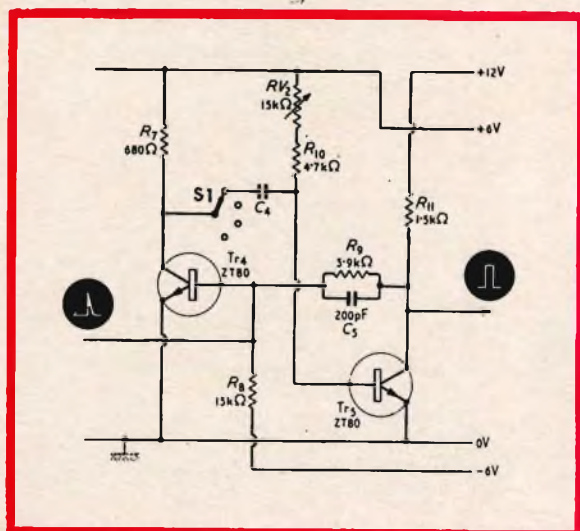 RV2
15kΩ
+12V
+6V
R7
680Ω
R10
4·7kΩ
S1
C4
R11
1·5kΩ
R9
3·9kΩ
Tr4
ZT80
200pF
C5
R8
15kΩ
Tr5
ZT80
0V
-6V